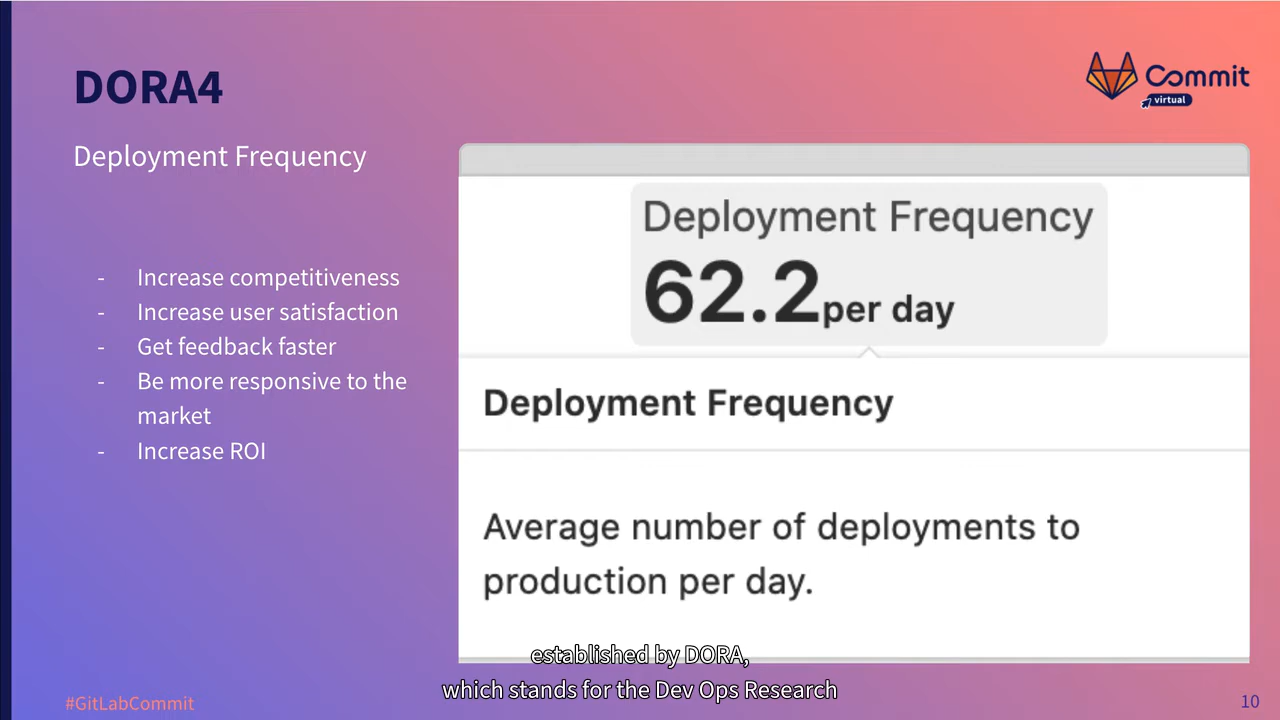 DORA4
Commit
virtual
Deployment Frequency
- Increase competitiveness
- Increase user satisfaction
- Get feedback faster
- Be more responsive to the
market
- Increase ROI
Deployment Frequency
62.2per day
Deployment Frequency
Average number of deployments to
production per day.
established by DORA,
which stands for the Dev Ops Research
#GitLabCommit
10